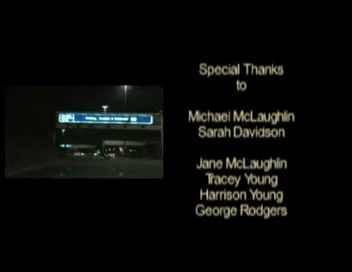 Special Thanks
to
Michael McLaughlin
Sarah Davidson
Jane McLaughlin
Tracey Young
Harrison Young
George Rodgers